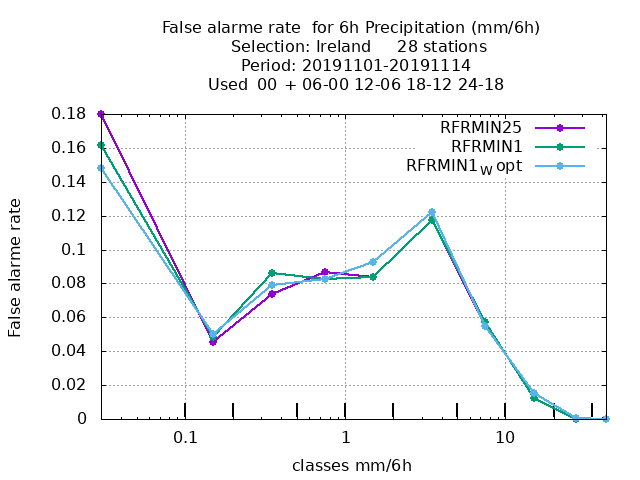 False alarme rate  for 6h Precipitation (mm/6h)
Selection: Ireland     28 stations
Period: 20191101-20191114
Used  00  + 06-00 12-06 18-12 24-18
RFRMIN25
RFRMIN1
RFRMIN1W opt
0.18
0.16
0.14
0.12
0.1
0.08
0.06
0.04
0.02
0
False alarme rate
0.1 1 10
classes mm/6h